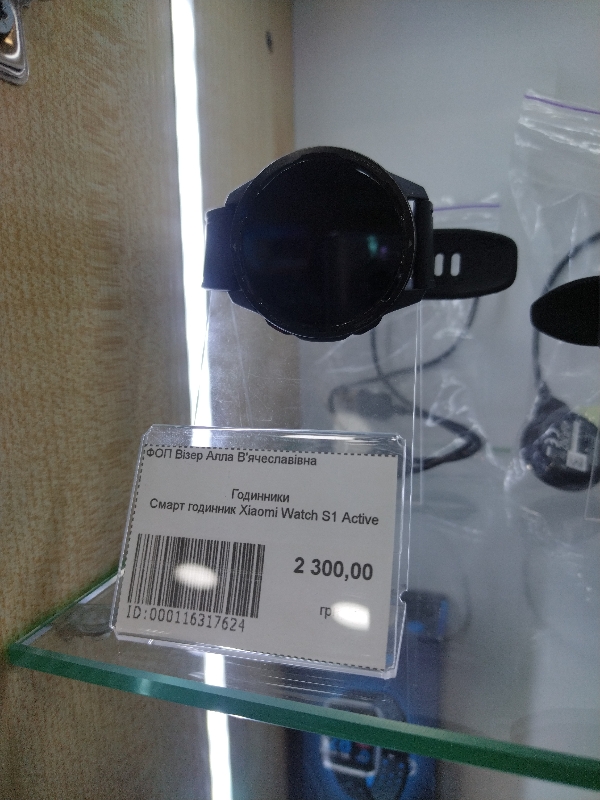 ФОП Візер Алла В'ячеславівна
Годинники
Смарт годинник Xiaomi Watch S1 Active
2 300,00
ID:000116317624